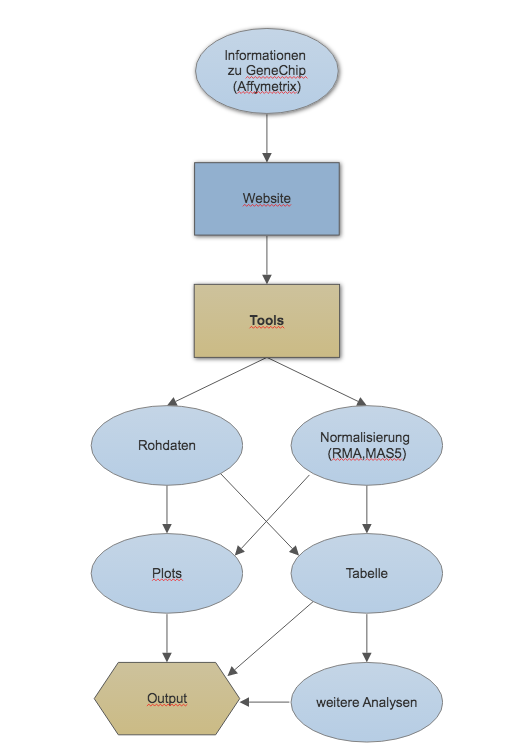 Informationen
zu GeneChip
(Affymetrix)
Website
Tools
Rohdaten
Normalisierung
(RMA,MAS5)
Plots
Tabelle
Output
weitere Analysen